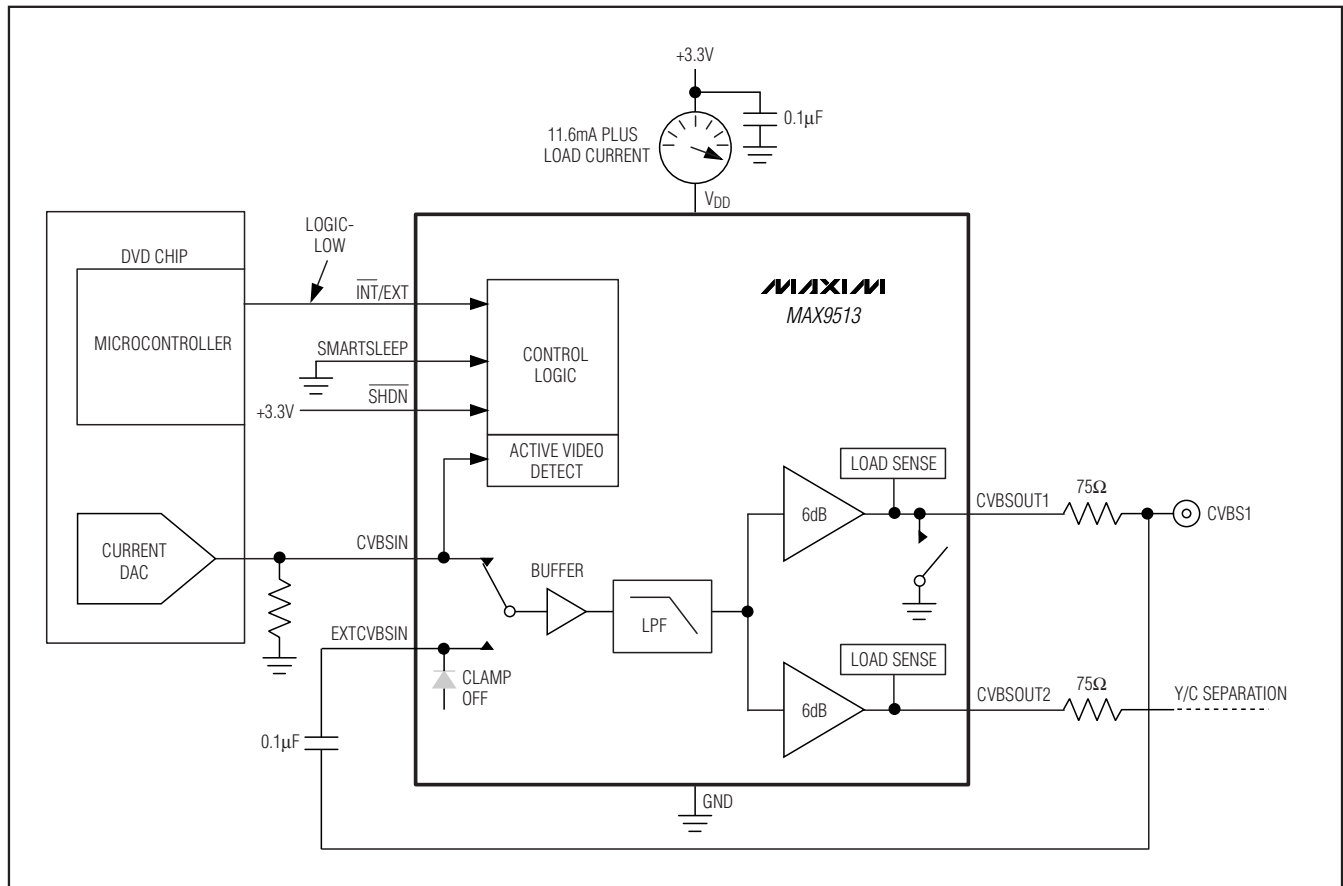 +3.3V
0.1μF
11.6mA PLUS
LOAD CURRENT
VDD
LOGIC-
LOW
DVD CHIP
MICROCONTROLLER
INT/EXT
SMARTSLEEP
SHDN
+3.3V
CONTROL
LOGIC
ACTIVE VIDEO
DETECT
MAXIM
MAX9513
CURRENT
DAC
CVBSIN
BUFFER
LPF
EXTCVBSIN
CLAMP
OFF
0.1μF
6dB
LOAD SENSE
CVBSOUT1
75Ω
CVBS1
6dB
LOAD SENSE
CVBSOUT2
75Ω
Y/C SEPARATION
GND